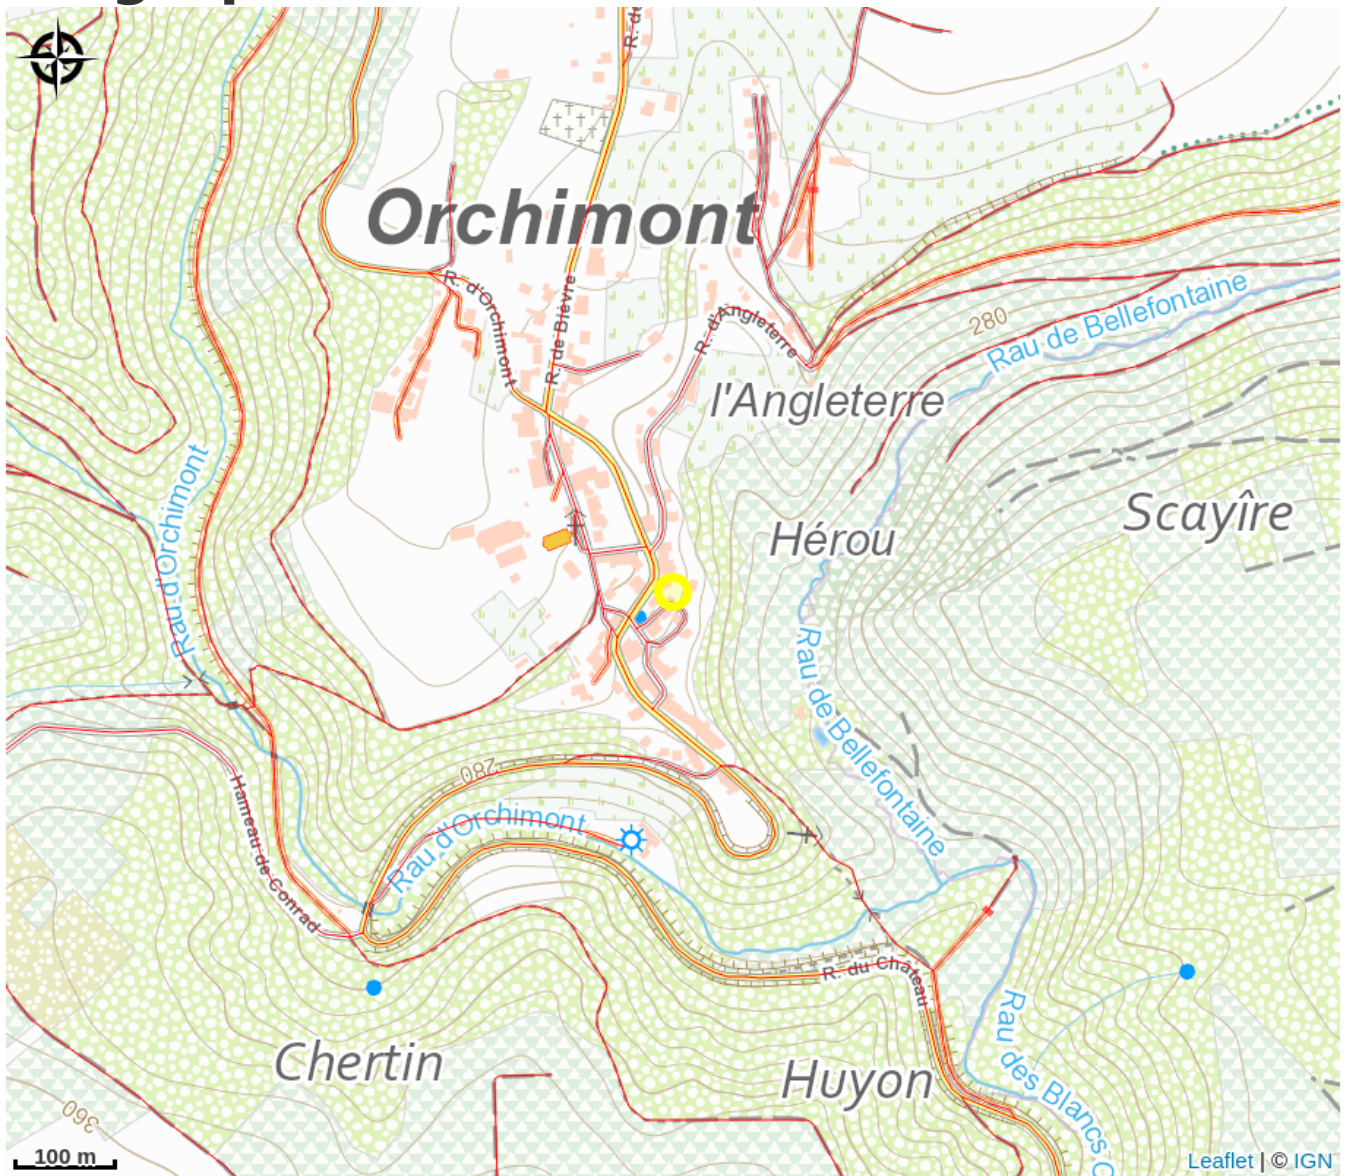 R. de
Orchimont
R. d'Orchimont
R. de Bièvre
R. d'Angleterre
280
Rau de Bellefontaine
l'Angleterre
Rau d'Orchimont
Scayîre
Hérou
Rau de Bellefontaine
280
Hameau de Conrad
Rau d'Orchimont
R. du Château
Rau des Blancs C
Chertin
Huyon
360
100 m
Leaflet | © IGN